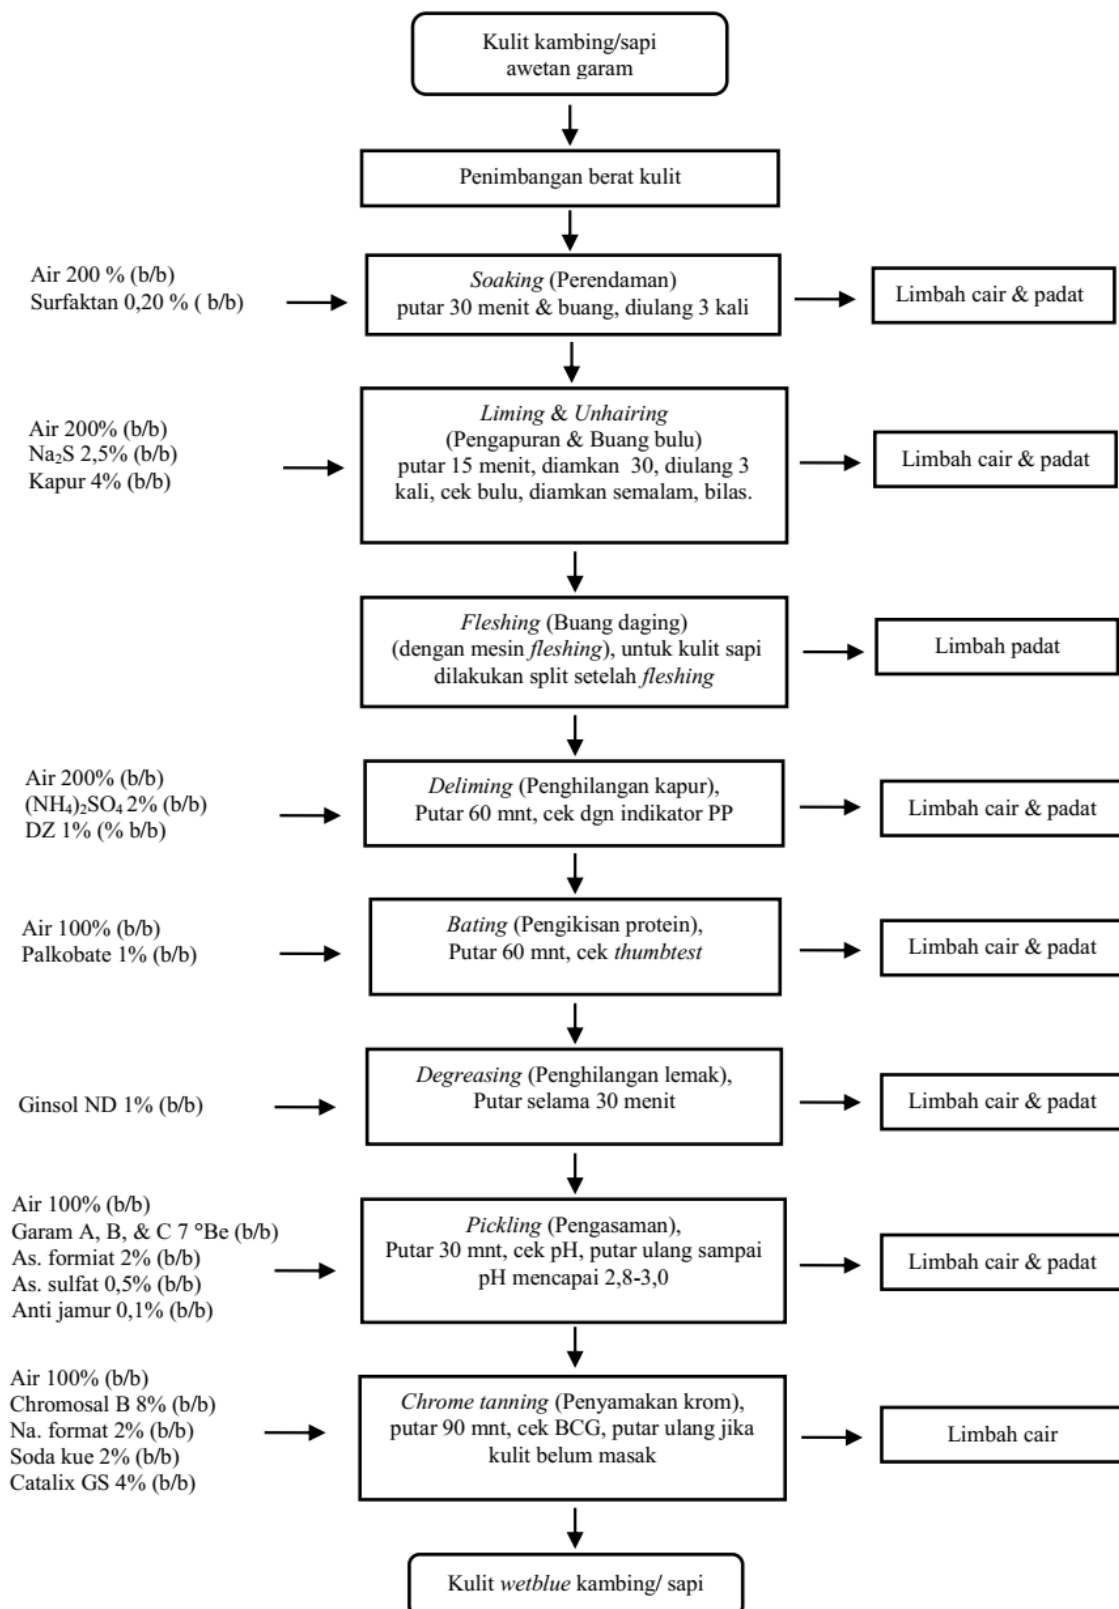 Kulit kambing/sapi
awetan garam
Penimbangan berat kulit
Air 200 % (b/b)
Surfaktan 0,20 % ( b/b)
Soaking (Perendaman)
putar 30 menit & buang, diulang 3 kali
Limbah cair & padat
Air 200% (b/b)
Na₂S 2,5% (b/b)
Kapur 4% (b/b)
Liming & Unhairing
(Pengapuran & Buang bulu)
putar 15 menit, diamkan 30, diulang 3
kali, cek bulu, diamkan semalam, bilas.
Limbah cair & padat
Fleshing (Buang daging)
(dengan mesin fleshing), untuk kulit sapi
dilakukan split setelah fleshing
Limbah padat
Air 200% (b/b)
(NH₄)₂SO₄ 2% (b/b)
DZ 1% (% b/b)
Deliming (Penghilangan kapur),
Putar 60 mnt, cek dgn indikator PP
Limbah cair & padat
Air 100% (b/b)
Palkobate 1% (b/b)
Bating (Pengikisan protein),
Putar 60 mnt, cek thumbtest
Limbah cair & padat
Ginsol ND 1% (b/b)
Degreasing (Penghilangan lemak),
Putar selama 30 menit
Limbah cair & padat
Air 100% (b/b)
Garam A, B, & C 7 °Be (b/b)
As. formiat 2% (b/b)
As. sulfat 0,5% (b/b)
Anti jamur 0,1% (b/b)
Pickling (Pengasaman),
Putar 30 mnt, cek pH, putar ulang sampai
pH mencapai 2,8-3,0
Limbah cair & padat
Air 100% (b/b)
Chromosal B 8% (b/b)
Na. format 2% (b/b)
Soda kue 2% (b/b)
Catalix GS 4% (b/b)
Chrome tanning (Penyamakan krom),
putar 90 mnt, cek BCG, putar ulang jika
kulit belum masak
Limbah cair
Kulit wetblue kambing/ sapi